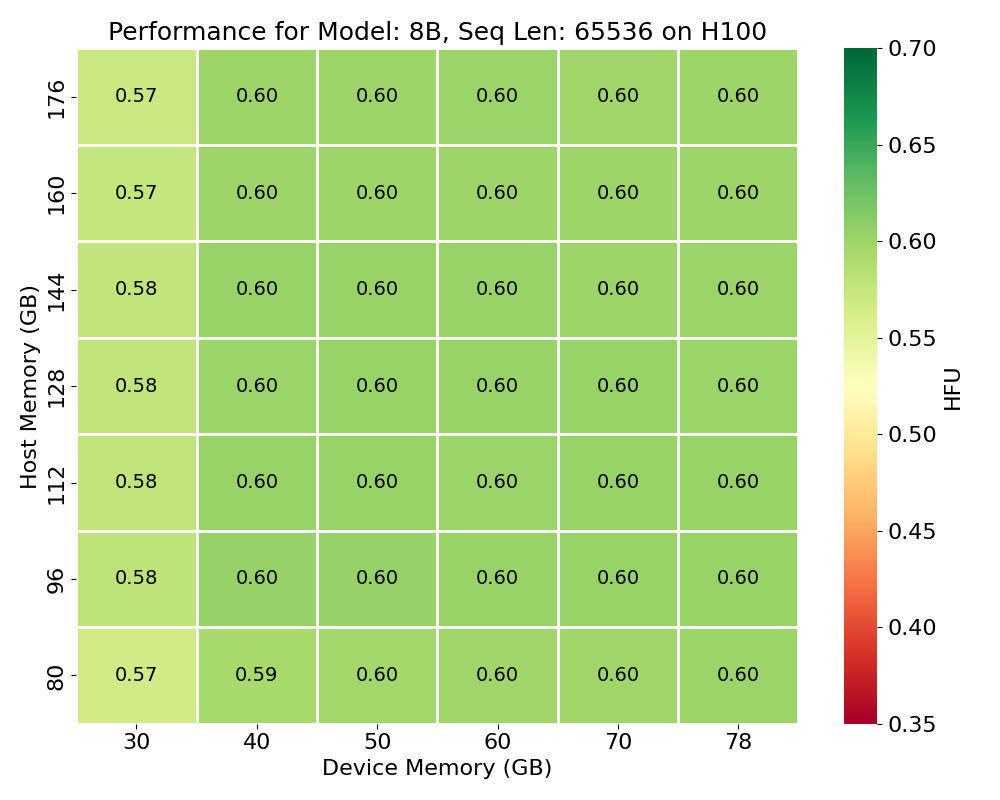 Performance for Model: 8B, Seq Len: 65536 on H100
Host Memory (GB)
176 0.57 0.60 0.60 0.60 0.60 0.60
160 0.57 0.60 0.60 0.60 0.60 0.60
144 0.58 0.60 0.60 0.60 0.60 0.60
128 0.58 0.60 0.60 0.60 0.60 0.60
112 0.58 0.60 0.60 0.60 0.60 0.60
96 0.58 0.60 0.60 0.60 0.60 0.60
80 0.57 0.59 0.60 0.60 0.60 0.60
30 40 50 60 70 78
Device Memory (GB)
0.70
0.65
0.60
0.55
0.50
0.45
0.40
0.35
HFU